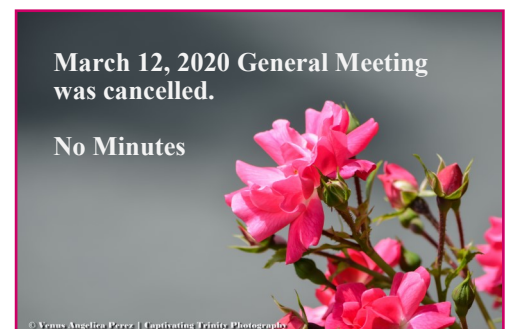 March 12, 2020 General Meeting
was cancelled.
No Minutes
© Venus Angelica Perez | Captivating Trinity Photography